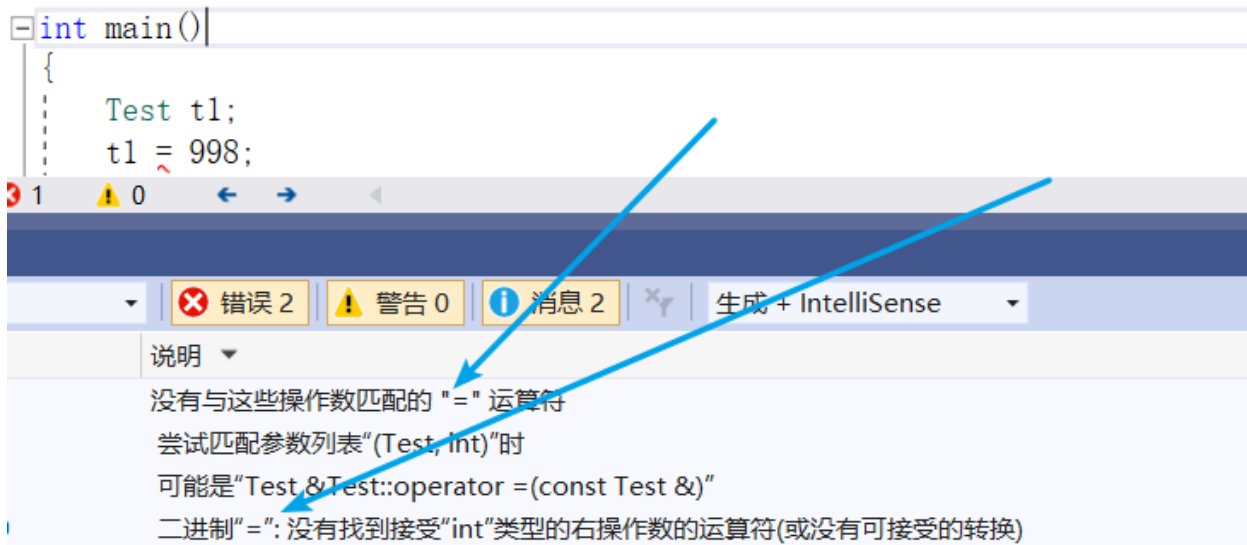 int main()
{
Test t1;
t1 = 998;
1 0
错误 2 警告 0 消息 2 生成 + IntelliSense
说明
没有与这些操作数匹配的 "=" 运算符
尝试匹配参数列表“(Test, int)”时
可能是“Test &Test::operator =(const Test &)”
二进制“=”: 没有找到接受“int”类型的右操作数的运算符(或没有可接受的转换)